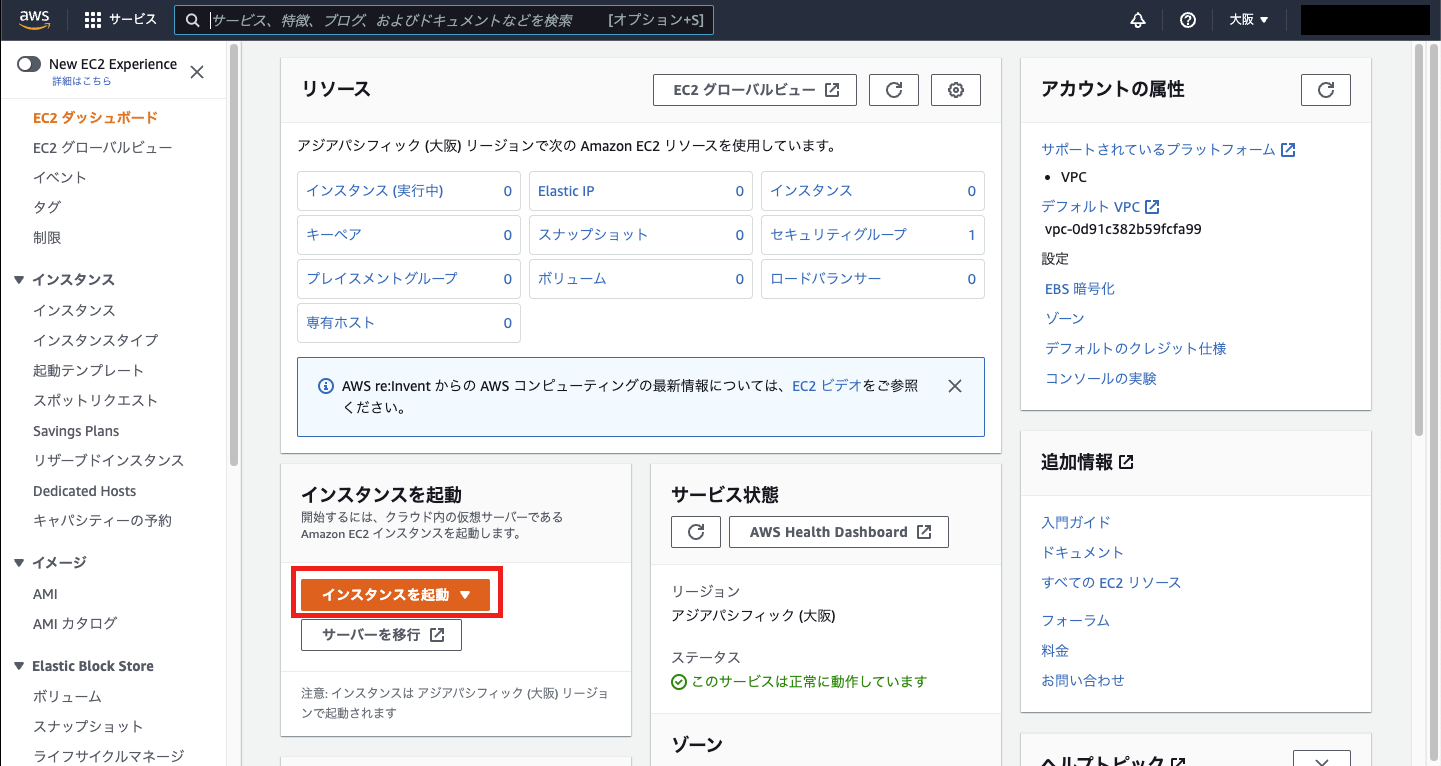 aws
サービス
サービス、特徴、ブログ、およびドキュメントなどを検索
[オプション+S]
大阪
New EC2 Experience
詳細はこちら
EC2 ダッシュボード
EC2 グローバルビュー
イベント
タグ
制限
インスタンス
インスタンス
インスタンスタイプ
起動テンプレート
スポットリクエスト
Savings Plans
リザーブドインスタンス
Dedicated Hosts
キャパシティーの予約
イメージ
AMI
AMI カタログ
Elastic Block Store
ボリューム
スナップショット
ライフサイクルマネージ
リソース
EC2 グローバルビュー
アジアパシフィック (大阪) リージョンで次の Amazon EC2 リソースを使用しています。
インスタンス (実行中) 0
Elastic IP 0
インスタンス 0
キーペア 0
スナップショット 0
セキュリティグループ 1
プレイスメントグループ 0
ボリューム 0
ロードバランサー 0
専有ホスト 0
AWS re:Invent からの AWS コンピューティングの最新情報については、EC2 ビデオをご参照
ください。
インスタンスを起動
開始するには、クラウド内の仮想サーバーである
Amazon EC2 インスタンスを起動します。
インスタンスを起動
サーバーを移行
注意: インスタンスは アジアパシフィック (大阪) リージョ
ンで起動されます
サービス状態
AWS Health Dashboard
リージョン
アジアパシフィック (大阪)
ステータス
このサービスは正常に動作しています
ゾーン
アカウントの属性
サポートされているプラットフォーム
• VPC
デフォルト VPC
vpc-0d91c382b59fcfa99
設定
EBS 暗号化
ゾーン
デフォルトのクレジット仕様
コンソールの実験
追加情報
入門ガイド
ドキュメント
すべての EC2 リソース
フォーラム
料金
お問い合わせ
ヘルプトピック